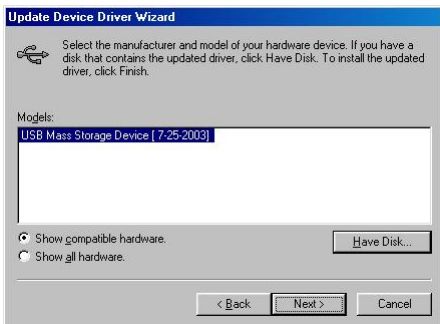 Update Device Driver Wizard
Select the manufacturer and model of your hardware device. If you have a
disk that contains the updated driver, click Have Disk. To install the updated
driver, click Finish.
Models:
USB Mass Storage Device [ 7-25-2003]
Show compatible hardware.
Show all hardware.
Have Disk...
< Back
Next >
Cancel